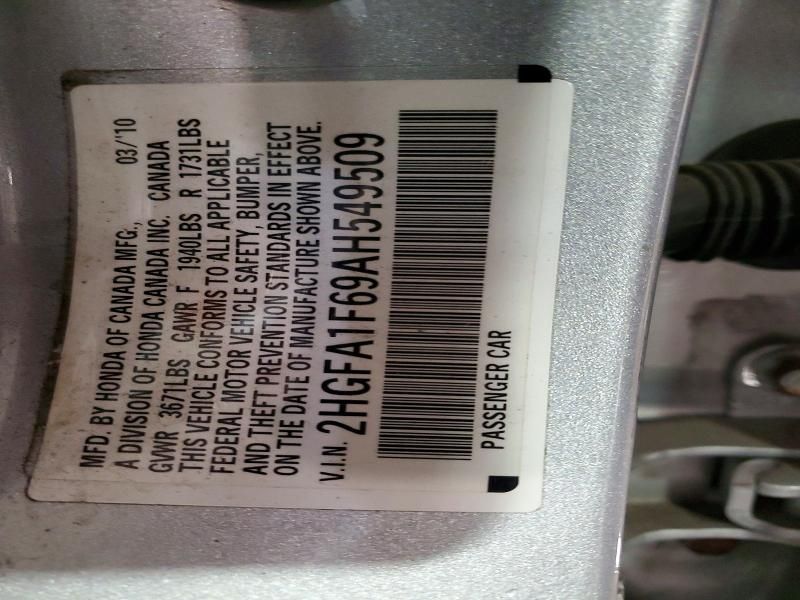 MFD. BY HONDA OF CANADA MFG., 03/'10
A DIVISION OF HONDA CANADA INC. CANADA
GVWR 3671LBS GAWR F 1940LBS R 1731LBS
THIS VEHICLE CONFORMS TO ALL APPLICABLE
FEDERAL MOTOR VEHICLE SAFETY, BUMPER,
AND THEFT PREVENTION STANDARDS IN EFFECT
ON THE DATE OF MANUFACTURE SHOWN ABOVE.
V.I.N. 2HGFA1F69AH549509
PASSENGER CAR